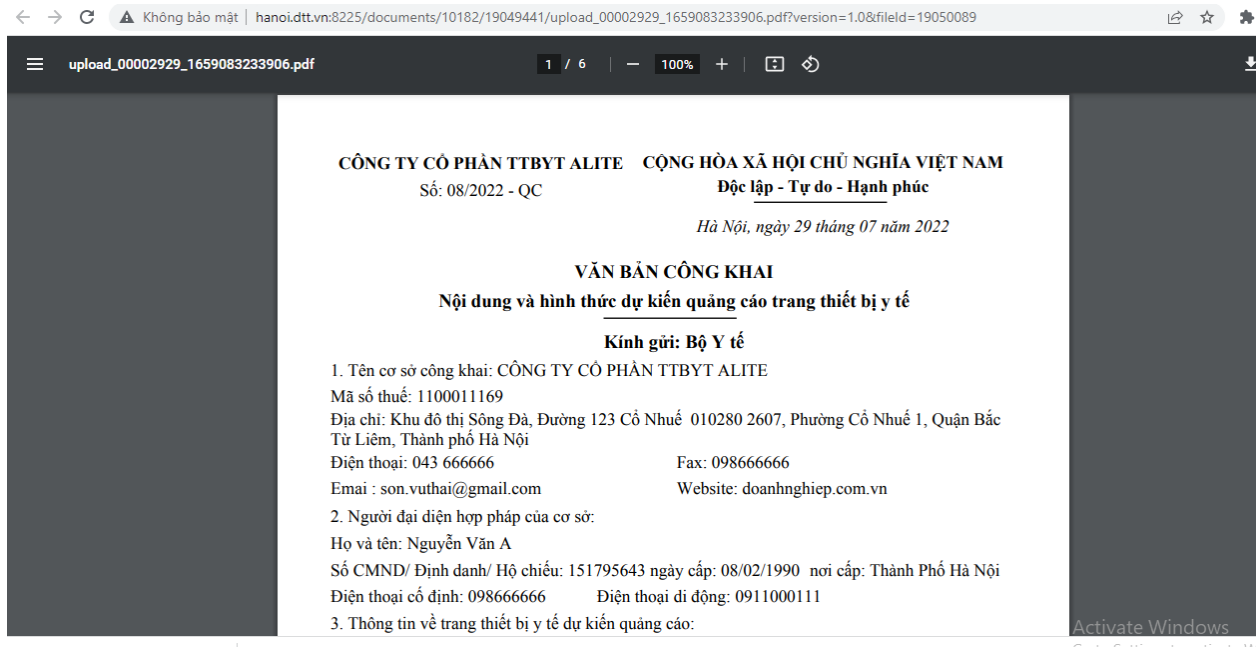 Không bảo mật | hanoi.dtt.vn:8225/documents/10182/19049441/upload_00002929_1659083233906.pdf?version=1.0&fileId=19050089
upload_00002929_1659083233906.pdf 1 / 6 100%
CÔNG TY CỔ PHẦN TTBYT ALITE CỘNG HÒA XÃ HỘI CHỦ NGHĨA VIỆT NAM
Số: 08/2022 - QC Độc lập - Tự do - Hạnh phúc
Hà Nội, ngày 29 tháng 07 năm 2022
VĂN BẢN CÔNG KHAI
Nội dung và hình thức dự kiến quảng cáo trang thiết bị y tế
Kính gửi: Bộ Y tế
1. Tên cơ sở công khai: CÔNG TY CỔ PHẦN TTBYT ALITE
Mã số thuế: 1100011169
Địa chỉ: Khu đô thị Sông Đà, Đường 123 Cổ Nhuế 010280 2607, Phường Cổ Nhuế 1, Quận Bắc
Từ Liêm, Thành phố Hà Nội
Điện thoại: 043 666666 Fax: 098666666
Emai : son.vuthai@gmail.com Website: doanhnghiep.com.vn
2. Người đại diện hợp pháp của cơ sở:
Họ và tên: Nguyễn Văn A
Số CMND/ Định danh/ Hộ chiếu: 151795643 ngày cấp: 08/02/1990 nơi cấp: Thành Phố Hà Nội
Điện thoại cố định: 098666666 Điện thoại di động: 0911000111
3. Thông tin về trang thiết bị y tế dự kiến quảng cáo:
Activate Windows